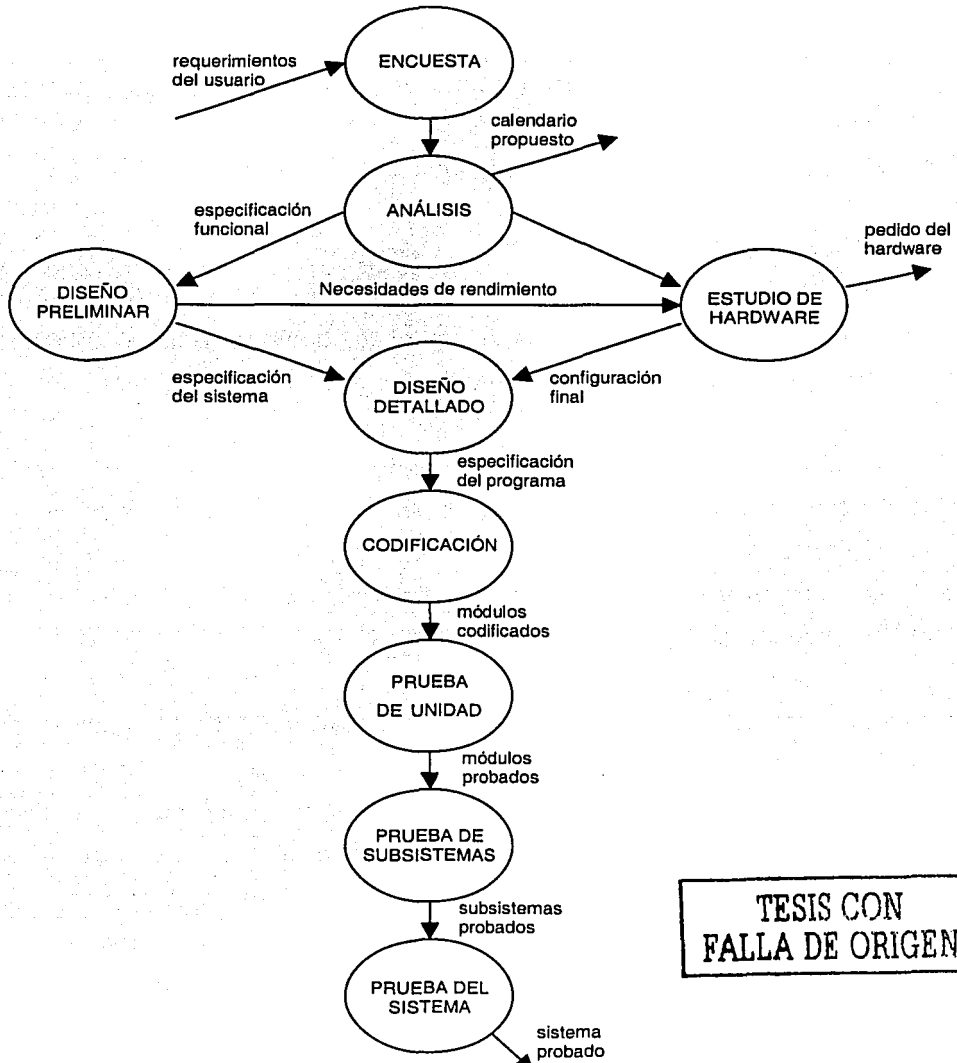 ENCUESTA
requerimientos
del usuario
calendario
propuesto
ANÁLISIS
especificación
funcional
pedido del
hardware
DISEÑO
PRELIMINAR
Necesidades de rendimiento
ESTUDIO DE
HARDWARE
especificación
del sistema
DISEÑO
DETALLADO
configuración
final
especificación
del programa
CODIFICACIÓN
módulos
codificados
PRUEBA
DE UNIDAD
módulos
probados
PRUEBA DE
SUBSISTEMAS
subsistemas
probados
TESIS CON
FALLA DE ORIGEN
PRUEBA DEL
SISTEMA
sistema
probado